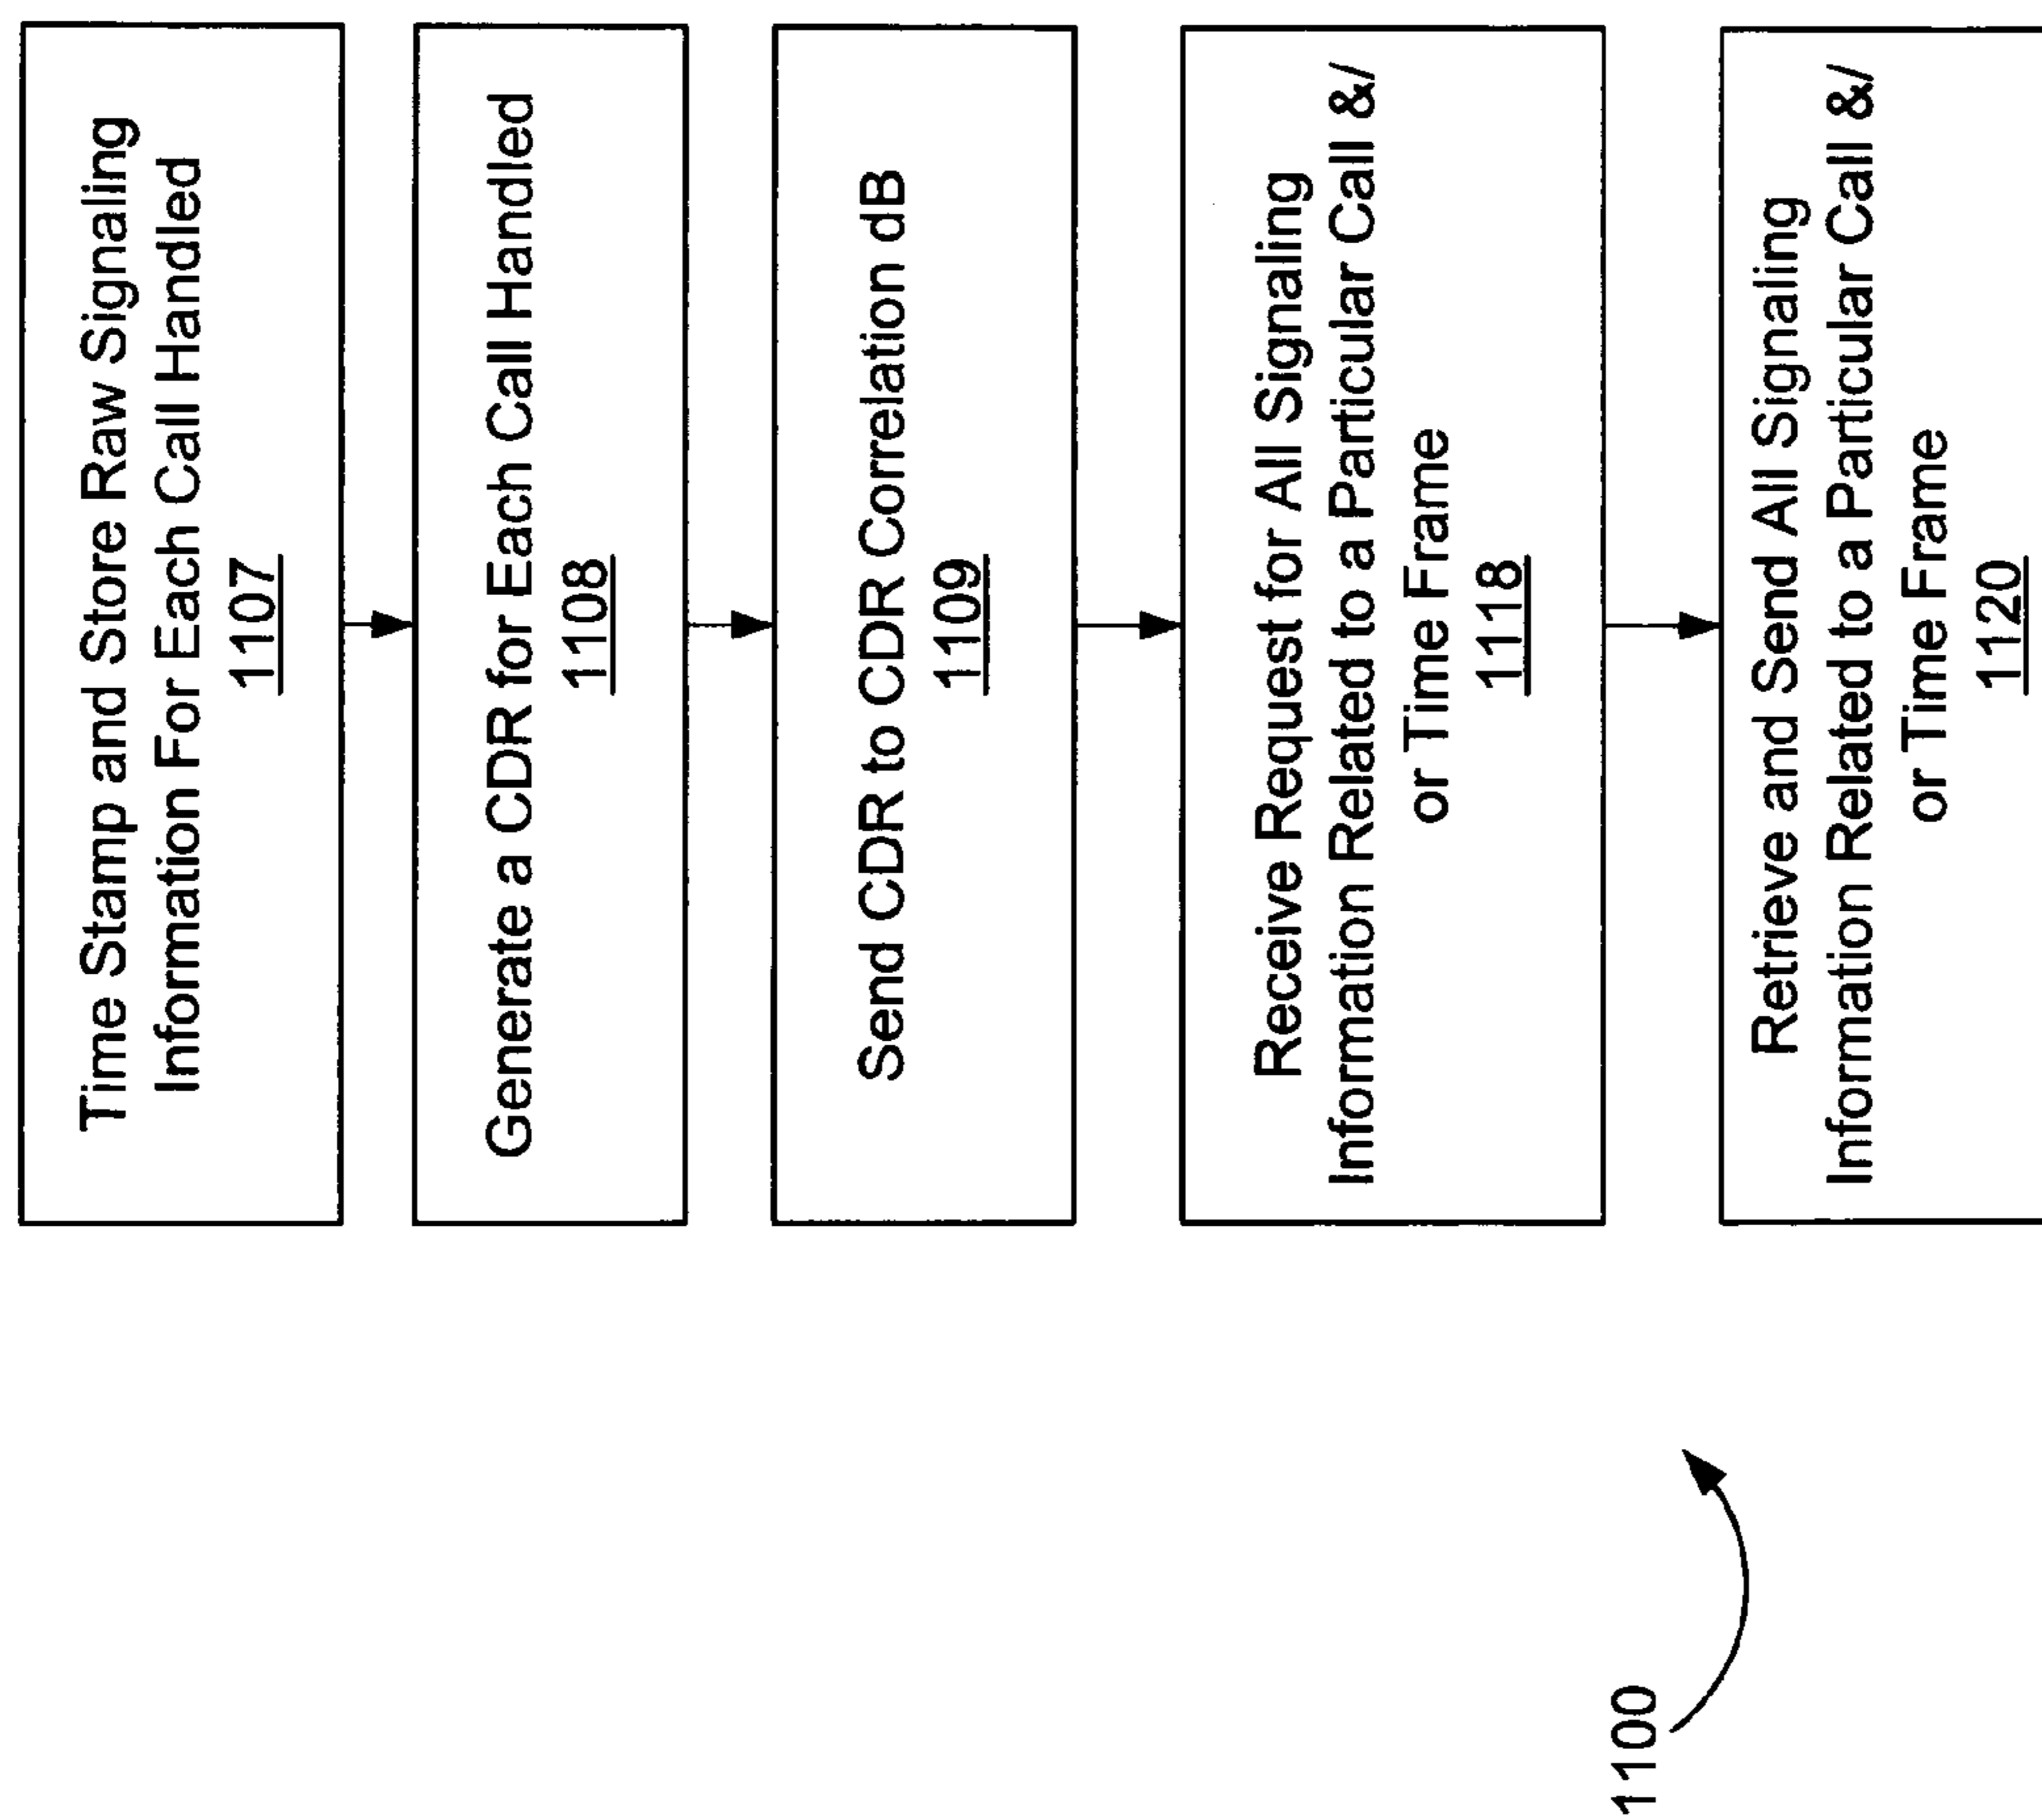 Time Stamp and Store Raw Signaling
Information For Each Call Handled
1107
Generate a CDR for Each Call Handled
1108
Send CDR to CDR Correlation dB
1109
Receive Request for All Signaling
Information Related to a Particular Call &/
or Time Frame
1118
Retrieve and Send All Signaling
Information Related to a Particular Call &/
or Time Frame
1120
1100